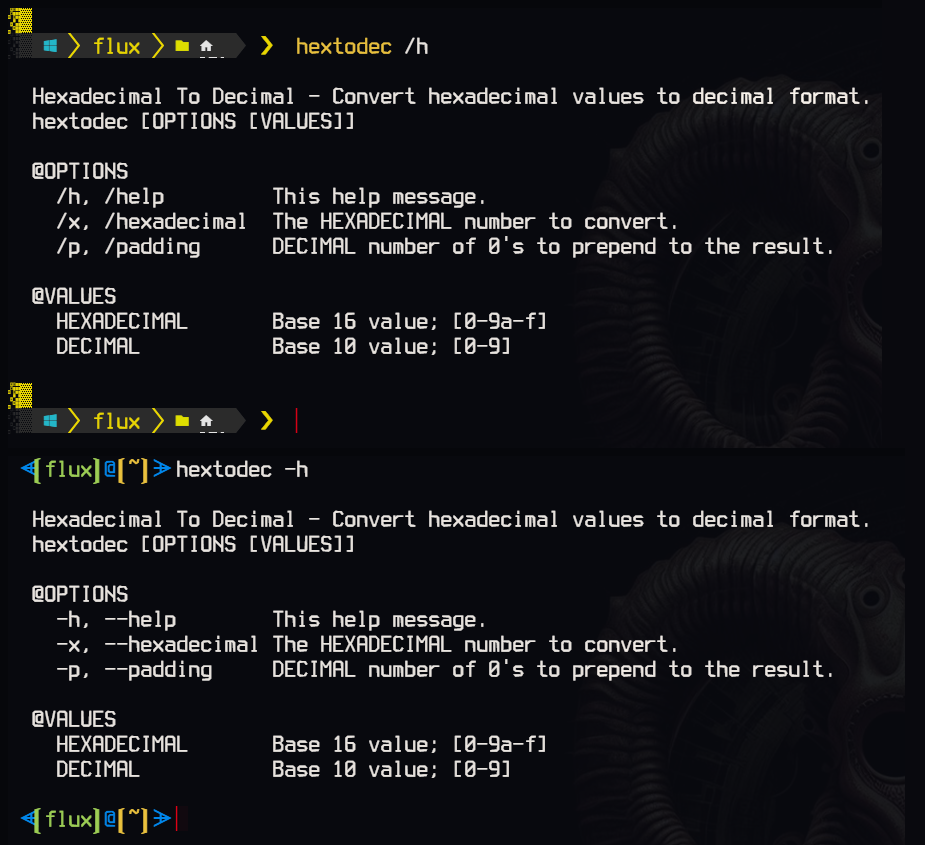 flux hextodec /h
Hexadecimal To Decimal - Convert hexadecimal values to decimal format.
hextodec [OPTIONS [VALUES]]
@OPTIONS
/h, /help This help message.
/x, /hexadecimal The HEXADECIMAL number to convert.
/p, /padding DECIMAL number of 0's to prepend to the result.
@VALUES
HEXADECIMAL Base 16 value; [0-9a-f]
DECIMAL Base 10 value; [0-9]
flux
[flux]@[~]hextodec -h
Hexadecimal To Decimal - Convert hexadecimal values to decimal format.
hextodec [OPTIONS [VALUES]]
@OPTIONS
-h, --help This help message.
-x, --hexadecimal The HEXADECIMAL number to convert.
-p, --padding DECIMAL number of 0's to prepend to the result.
@VALUES
HEXADECIMAL Base 16 value; [0-9a-f]
DECIMAL Base 10 value; [0-9]
[flux]@[~]